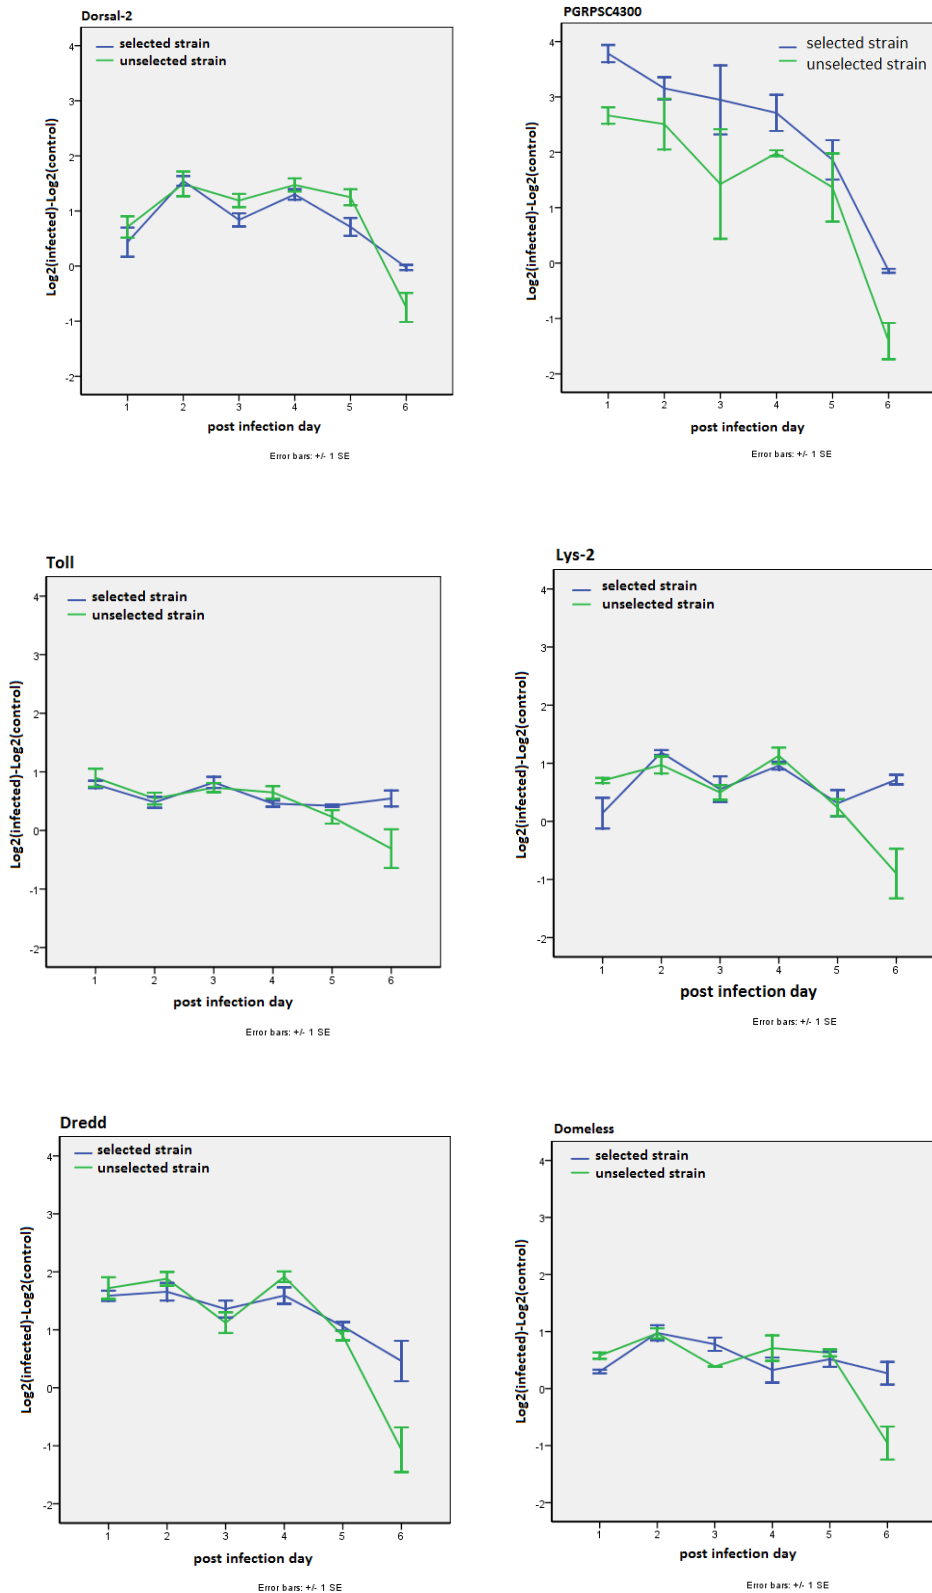 Dorsal-2
selected strain
unselected strain
4
3
2
1
0
-1
-2
Log2(infected)-Log2(control)
1 2 3 4 5 6
post infection day
Error bars: +/- 1 SE
PGRPSC4300
selected strain
unselected strain
4
3
2
1
0
-1
-2
Log2(infected)-Log2(control)
1 2 3 4 5 6
post infection day
Error bars: +/- 1 SE
Toll
selected strain
unselected strain
4
3
2
1
0
-1
-2
Log2(infected)-Log2(control)
1 2 3 4 5 6
post infection day
Error bars: +/- 1 SE
Lys-2
selected strain
unselected strain
4
3
2
1
0
-1
-2
Log2(infected)-Log2(control)
1 2 3 4 5 6
post infection day
Error bars: +/- 1 SE
Dredd
selected strain
unselected strain
4
3
2
1
0
-1
-2
Log2(infected)-Log2(control)
1 2 3 4 5 6
post infection day
Error bars: +/- 1 SE
Domeless
selected strain
unselected strain
4
3
2
1
0
-1
-2
Log2(infected)-Log2(control)
1 2 3 4 5 6
post infection day
Error bars: +/- 1 SE